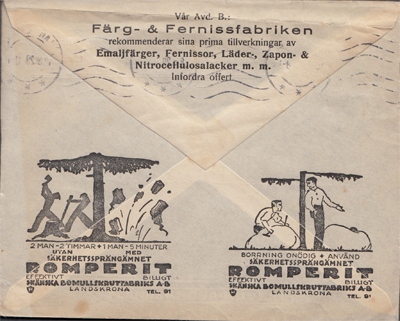 Vår Avd. B.:
Färg- & Fernissfabriken
rekommenderar sina prima tillverkningar av
Emaljfärger, Fernissor, Läder-, Zapon- &
Nitrocellulosalacker m. m.
Infordra offert
2 MAN - 2 TIMMAR + 1 MAN - 5 MINUTER
UTAN MED
SÄKERHETSSPRÄNGÄMNET
ROMPERIT
EFFEKTIVT BILLIGT
SKÅNSKA BOMULLSKRUTFABRIKS A-B
LANDSKRONA
TEL. 91
BORRNING ONÖDIG + ANVÄND
SÄKERHETSSPRÄNGÄMNET
ROMPERIT
EFFEKTIVT BILLIGT
SKÅNSKA BOMULLSKRUTFABRIKS A-B
LANDSKRONA TEL. 91